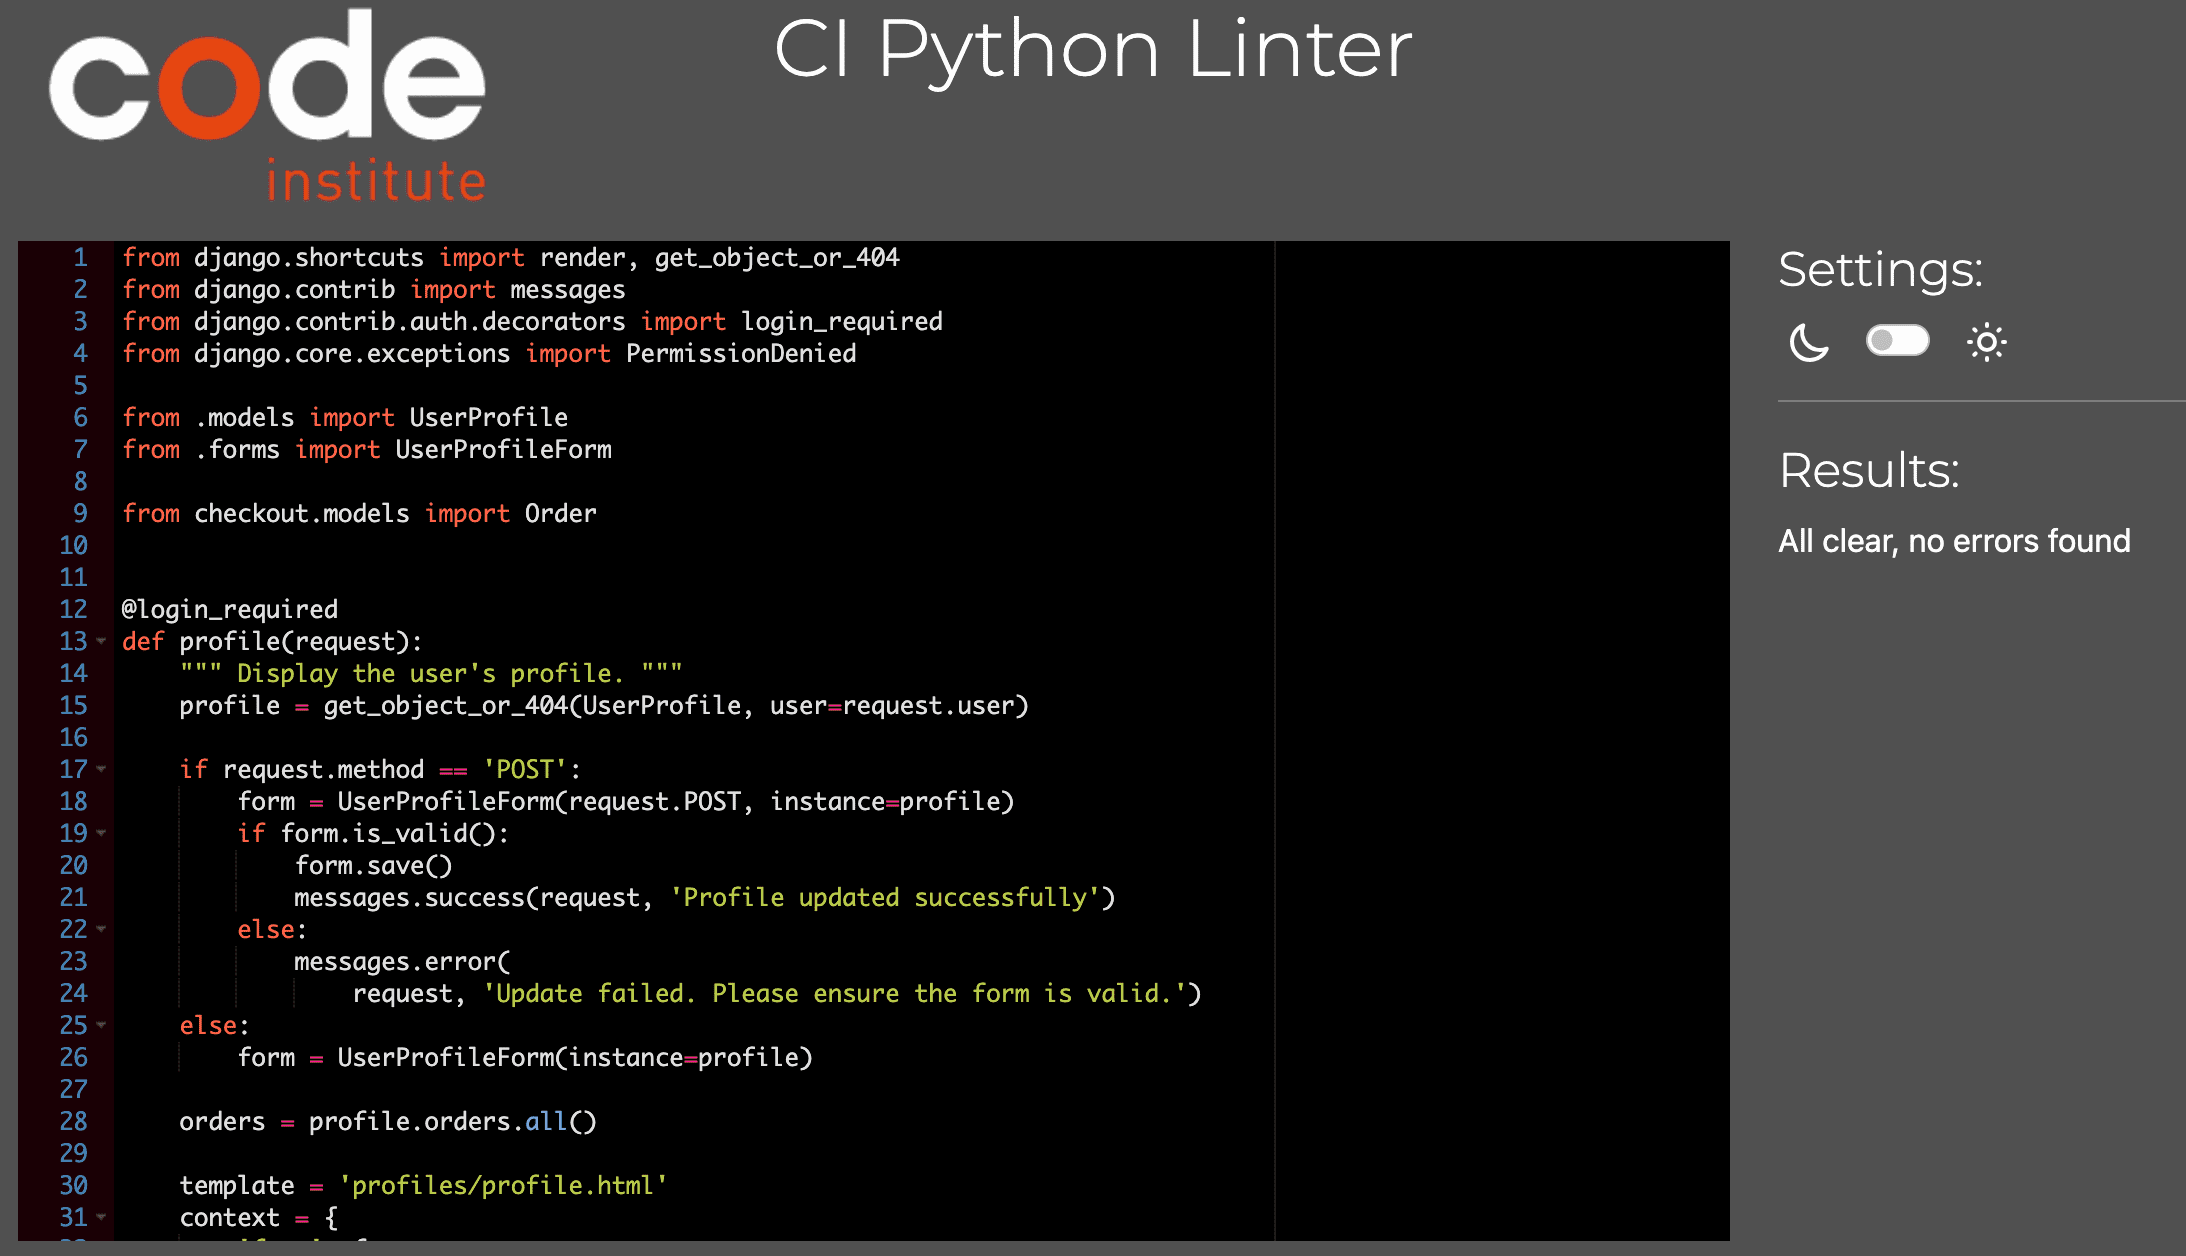 code
institute
CI Python Linter
1 from django.shortcuts import render, get_object_or_404
2 from django.contrib import messages
3 from django.contrib.auth.decorators import login_required
4 from django.core.exceptions import PermissionDenied
5
6 from .models import UserProfile
7 from .forms import UserProfileForm
8
9 from checkout.models import Order
10
11
12 @login_required
13 def profile(request):
14     """ Display the user's profile. """
15     profile = get_object_or_404(UserProfile, user=request.user)
16
17     if request.method == 'POST':
18         form = UserProfileForm(request.POST, instance=profile)
19         if form.is_valid():
20             form.save()
21             messages.success(request, 'Profile updated successfully')
22         else:
23             messages.error(
24                 request, 'Update failed. Please ensure the form is valid.')
25     else:
26         form = UserProfileForm(instance=profile)
27
28     orders = profile.orders.all()
29
30     template = 'profiles/profile.html'
31     context = {
Settings:
Results:
All clear, no errors found